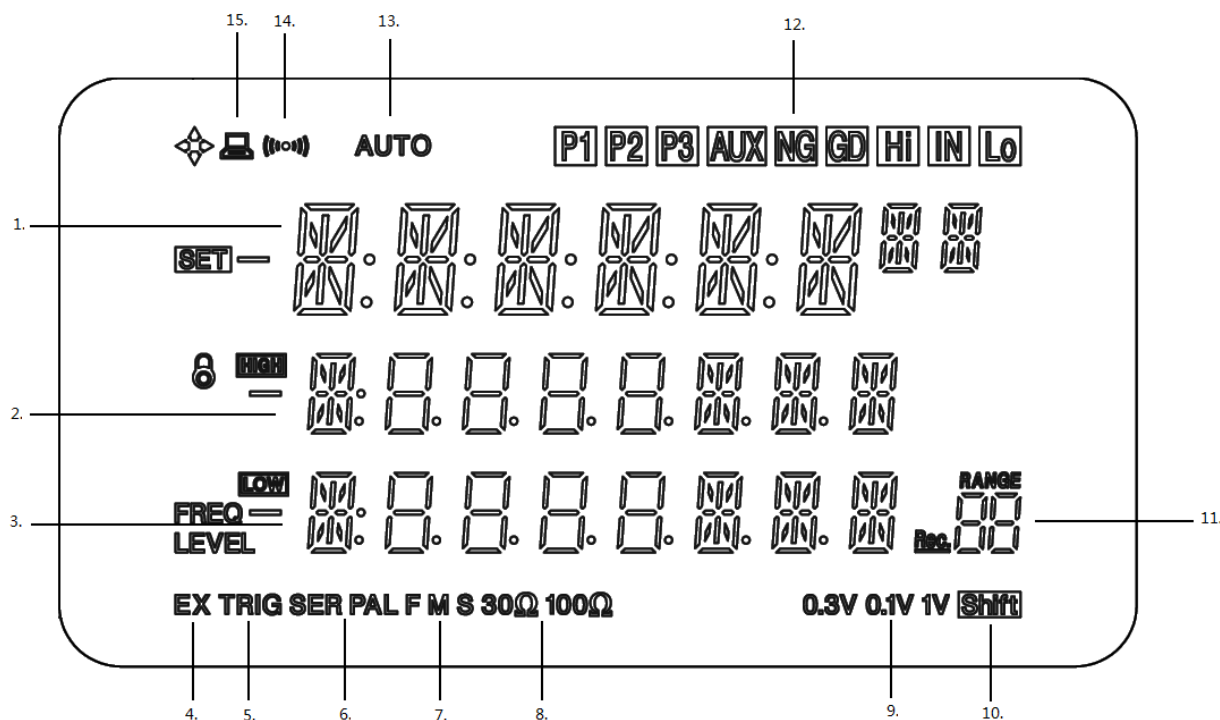 15. 14. 13. 12.
AUTO P1 P2 P3 AUX NG GD Hi IN Lo
1.
SET
HIGH
2.
LOW
RANGE
FREQ
3.
11.
LEVEL
Rec.
EX TRIG SER PAL F M S 30Ω 100Ω 0.3V 0.1V 1V Shift
4. 5. 6. 7. 8. 9. 10.